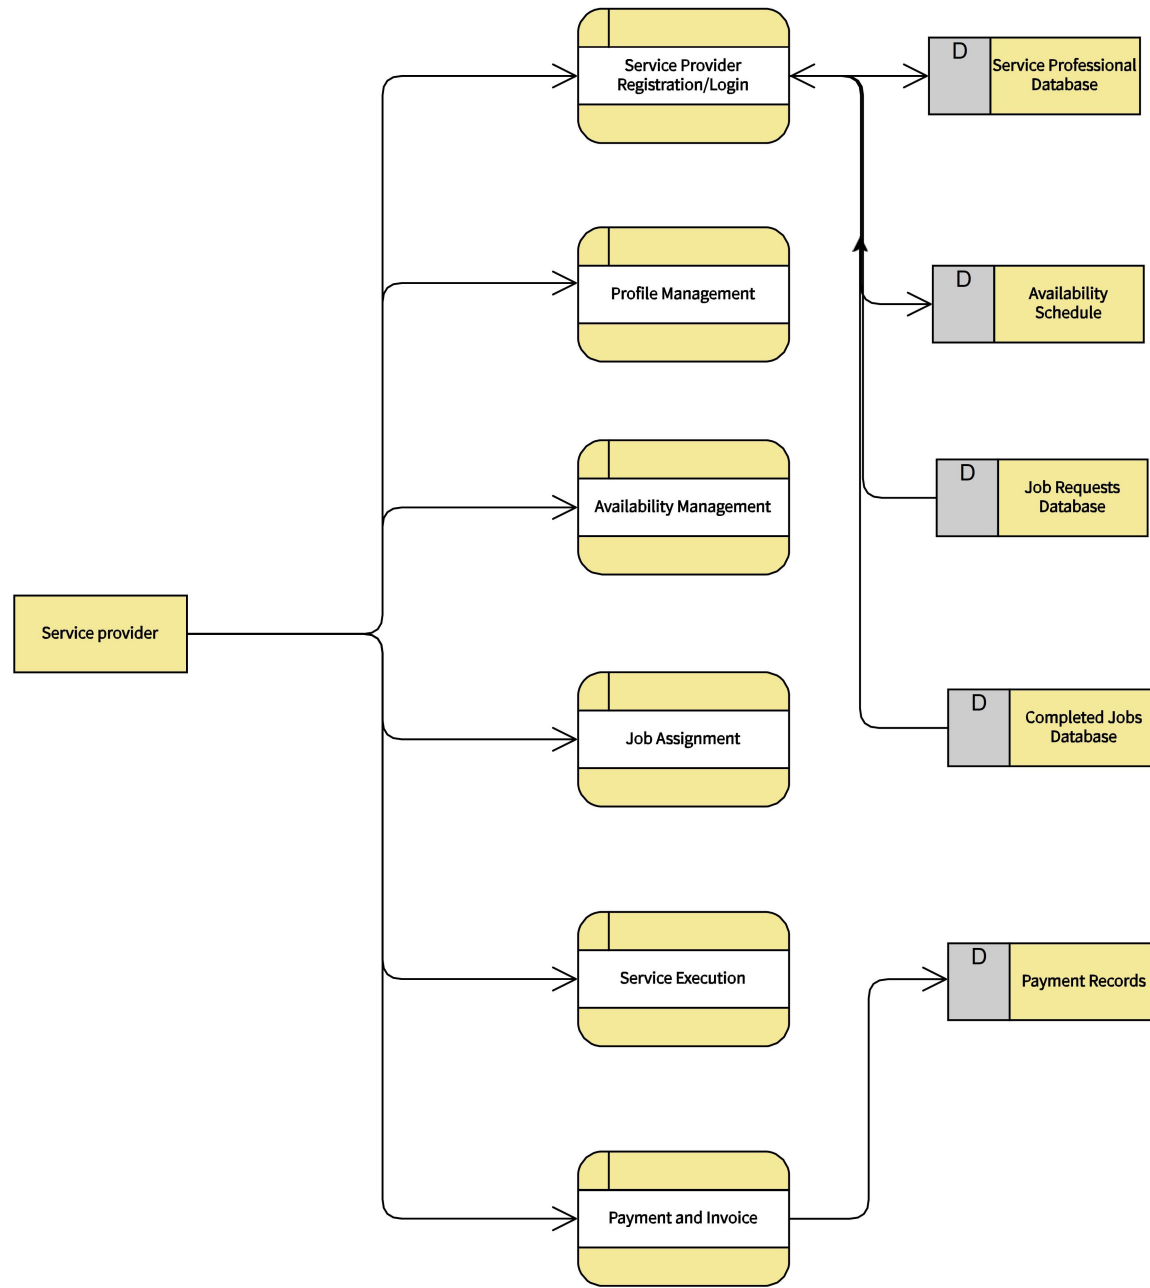 Service Provider
Registration/Login
D
Service Professional
Database
Profile Management
D
Availability
Schedule
Availability Management
D
Job Requests
Database
Service provider
Job Assignment
D
Completed Jobs
Database
Service Execution
D
Payment Records
Payment and Invoice